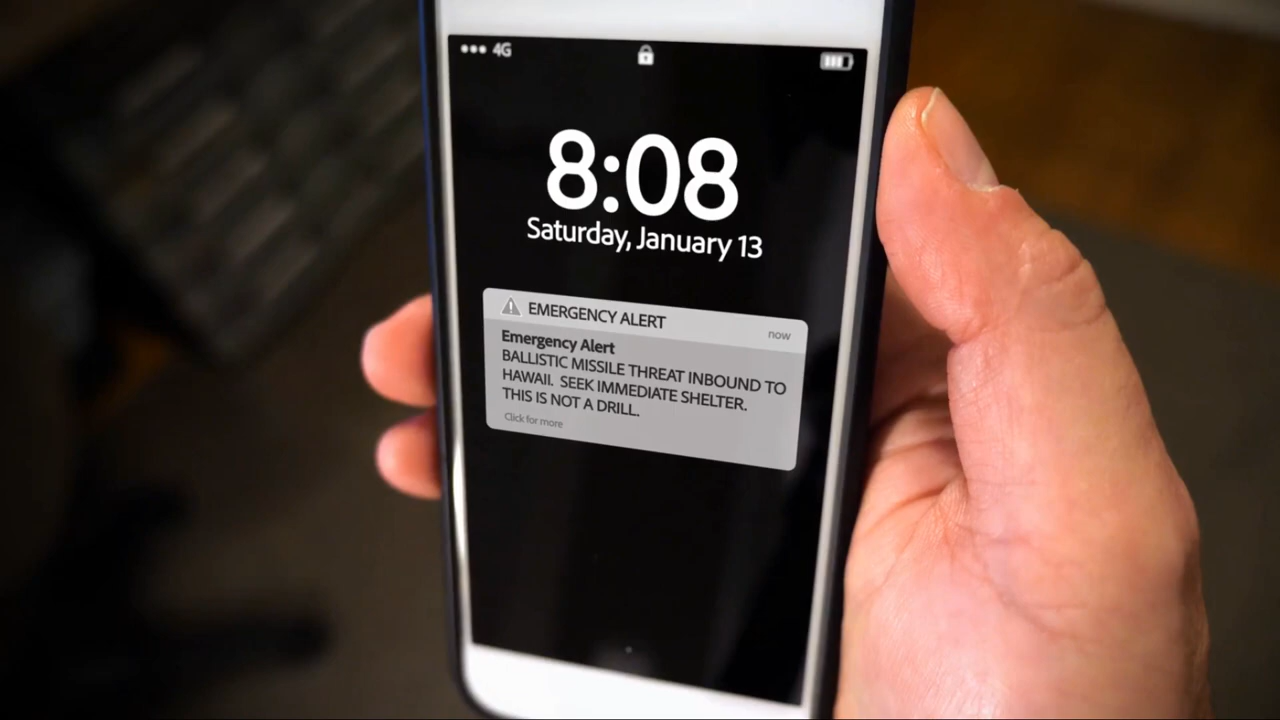 4G
8:08
Saturday, January 13
EMERGENCY ALERT
now
Emergency Alert
BALLISTIC MISSILE THREAT INBOUND TO
HAWAII. SEEK IMMEDIATE SHELTER.
THIS IS NOT A DRILL.
Click for more